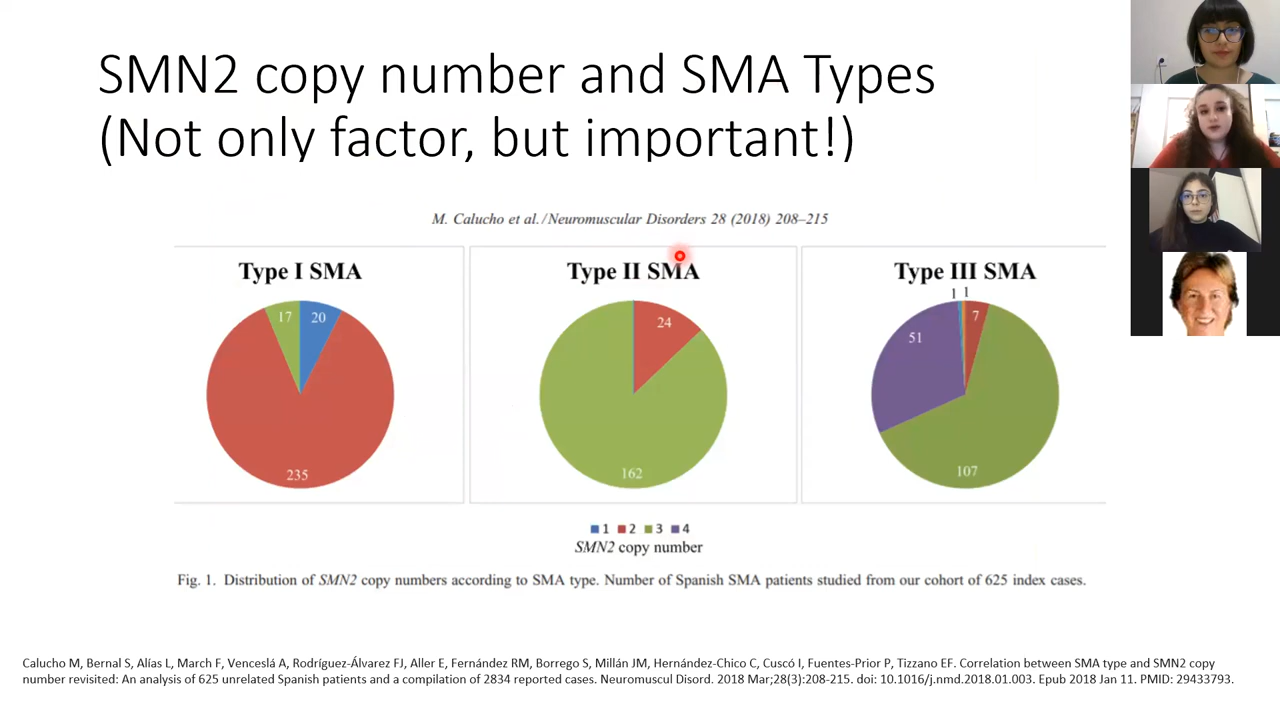 SMN2 copy number and SMA Types
(Not only factor, but important!)
M. Calucho et al./Neuromuscular Disorders 28 (2018) 208–215
Type I SMA
17
20
235
Type II SMA
24
162
Type III SMA
1 1
7
51
107
1 2 3 4
SMN2 copy number
Fig. 1. Distribution of SMN2 copy numbers according to SMA type. Number of Spanish SMA patients studied from our cohort of 625 index cases.
Calucho M, Bernal S, Alías L, March F, Venceslá A, Rodríguez-Álvarez FJ, Aller E, Fernández RM, Borrego S, Millán JM, Hernández-Chico C, Cuscó I, Fuentes-Prior P, Tizzano EF. Correlation between SMA type and SMN2 copy
number revisited: An analysis of 625 unrelated Spanish patients and a compilation of 2834 reported cases. Neuromuscul Disord. 2018 Mar;28(3):208-215. doi: 10.1016/j.nmd.2018.01.003. Epub 2018 Jan 11. PMID: 29433793.